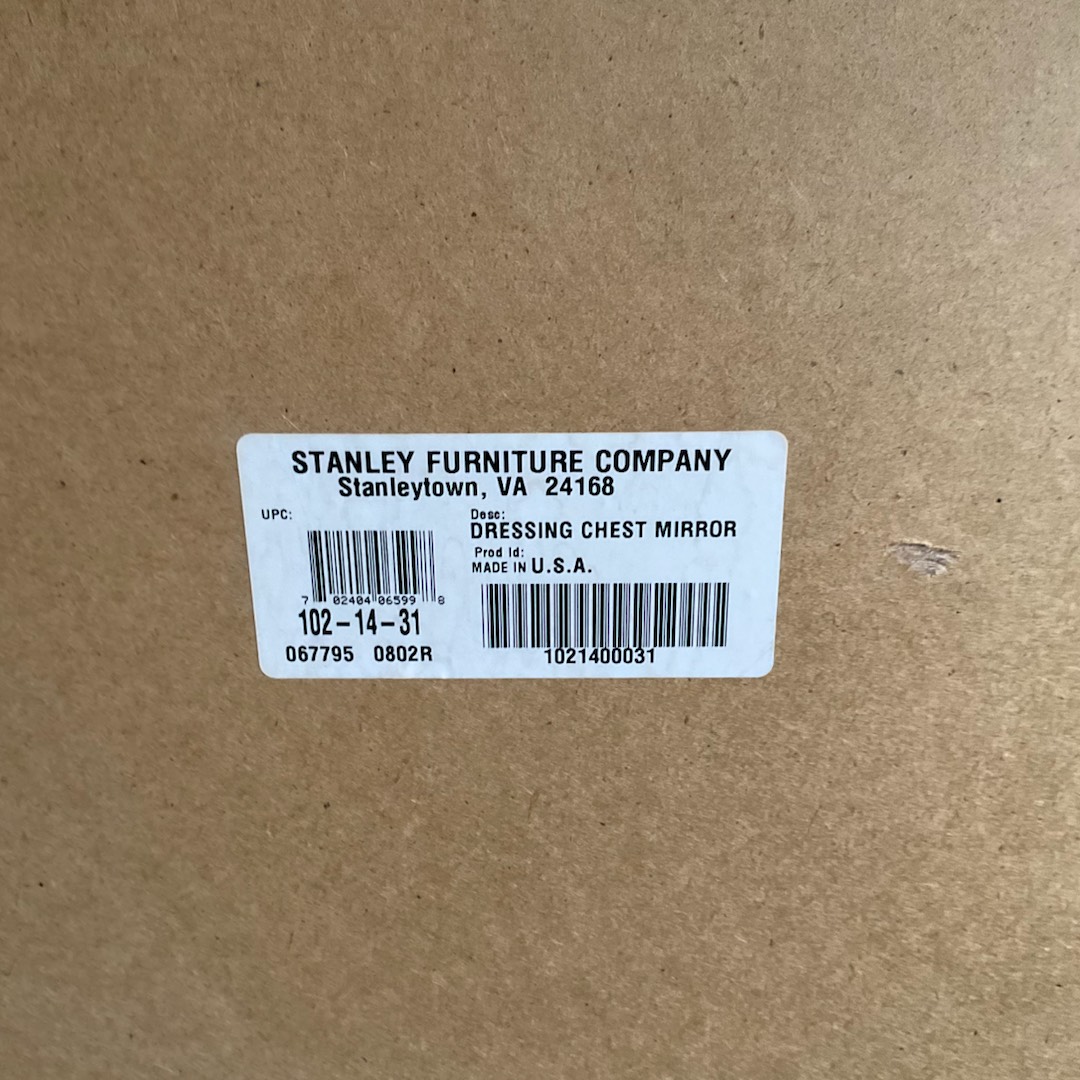 STANLEY FURNITURE COMPANY
Stanleytown, VA 24168
UPC:
Desc:
DRESSING CHEST MIRROR
Prod Id:
MADE IN U.S.A.
7 02404 06599 8
102-14-31
067795 0802R
1021400031